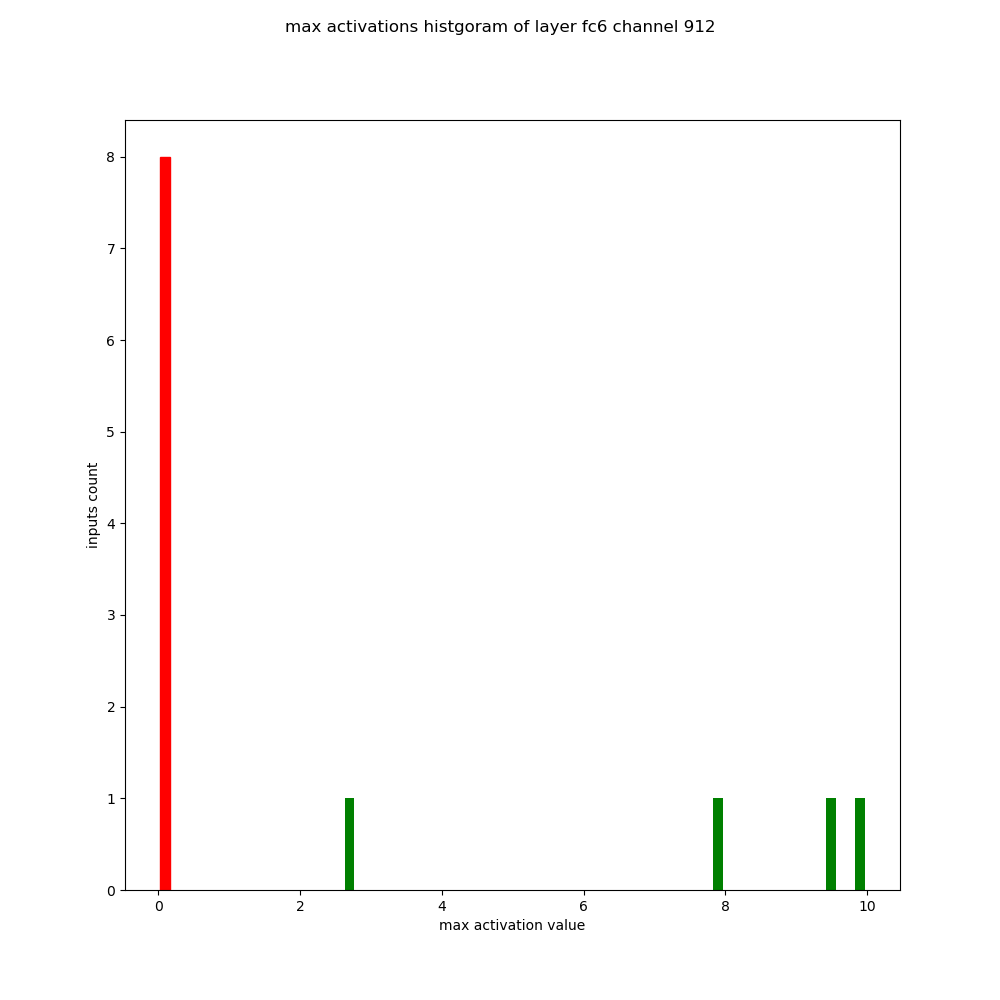 max activations histgoram of layer fc6 channel 912
8
7
6
5
4
3
2
1
0
inputs count
0 2 4 6 8 10
max activation value